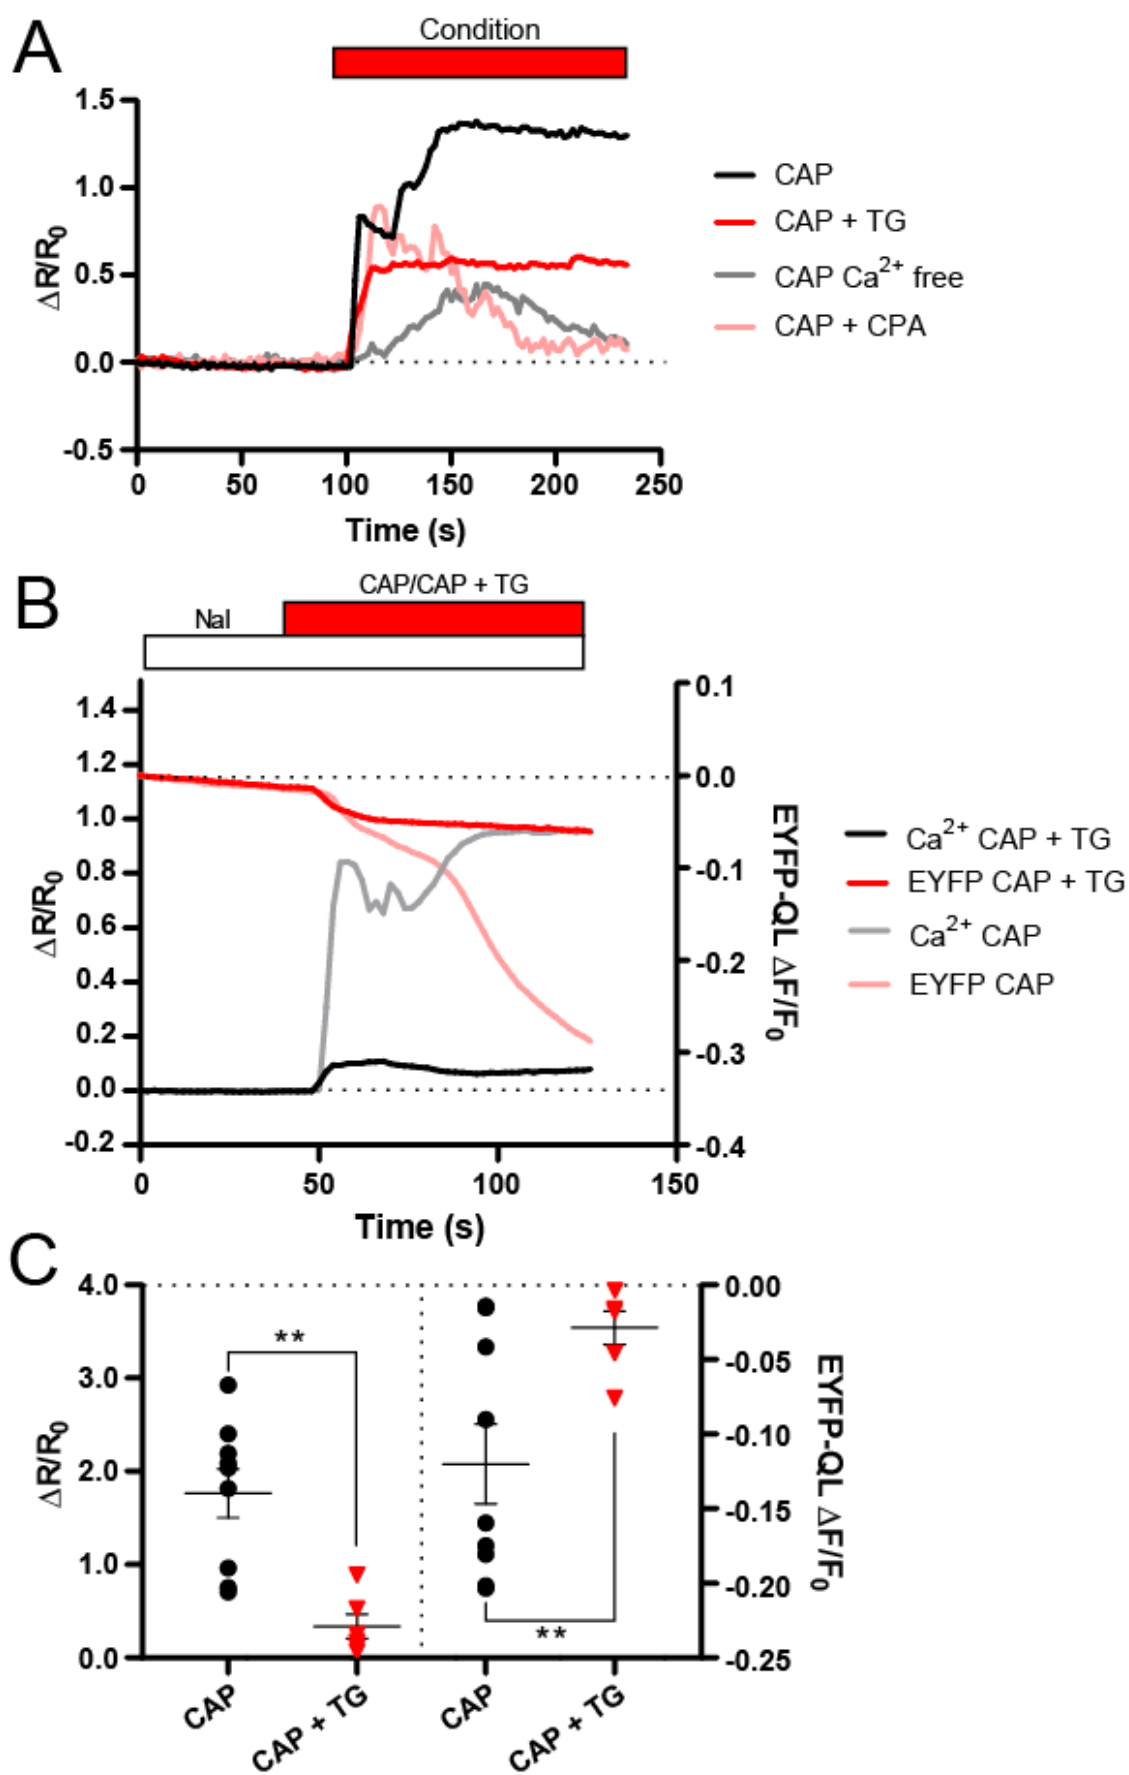 A
Condition
1.5
1.0
0.5
0.0
-0.5
ΔR/R0
0
50
100
150
200
250
Time (s)
CAP
CAP + TG
CAP Ca2+ free
CAP + CPA
B
CAP/CAP + TG
NaI
1.4
1.2
1.0
0.8
0.6
0.4
0.2
0.0
-0.2
ΔR/R0
0.1
0.0
-0.1
-0.2
-0.3
-0.4
EYFP-QL ΔF/F0
0
50
100
150
Time (s)
Ca2+ CAP + TG
EYFP CAP + TG
Ca2+ CAP
EYFP CAP
C
4.0
3.0
2.0
1.0
0.0
ΔR/R0
**
**
0.00
-0.05
-0.10
-0.15
-0.20
-0.25
EYFP-QL ΔF/F0
CAP
CAP + TG
CAP
CAP + TG